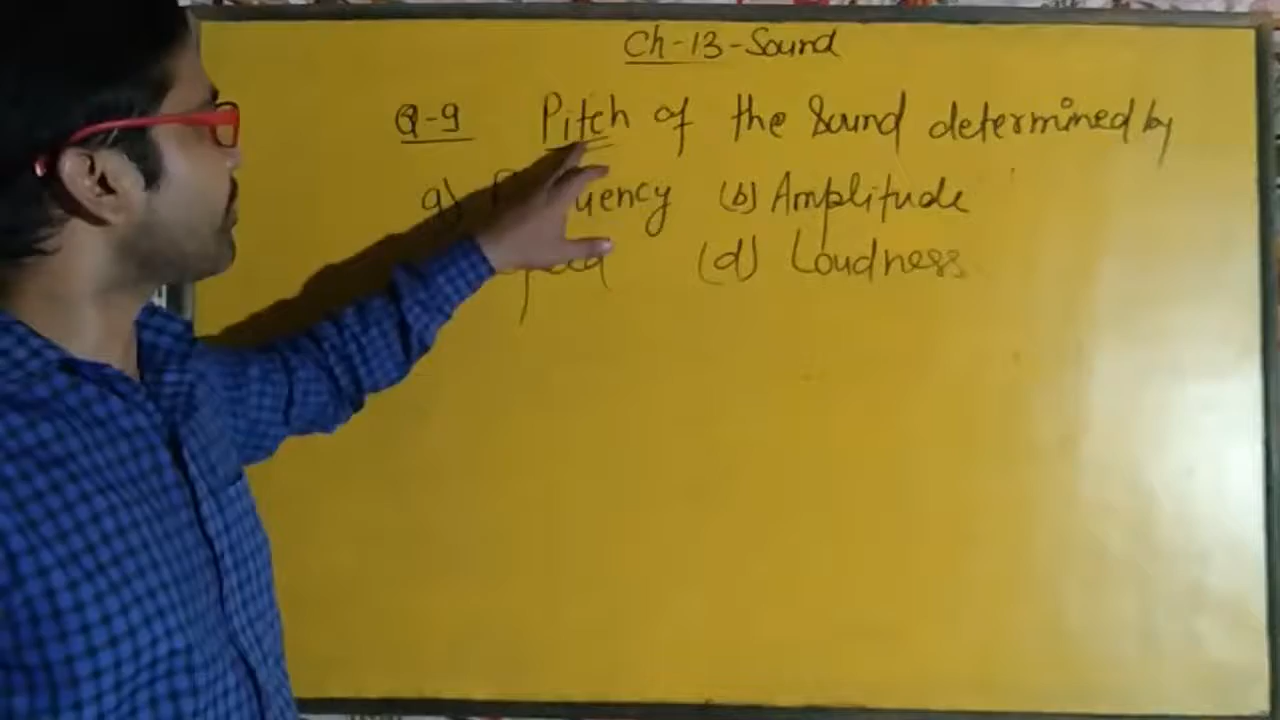 Ch-13-Sound
Q-9 Pitch of the Sound determined by
a) uency (b) Amplitude
(d) Loudness